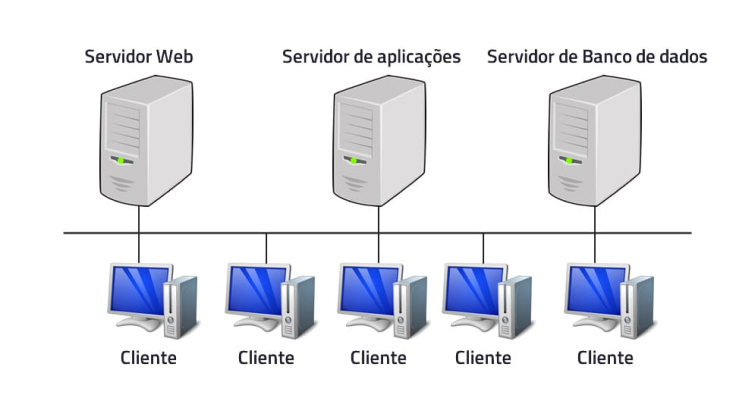 Servidor Web
Servidor de aplicações
Servidor de Banco de dados
Cliente
Cliente
Cliente
Cliente
Cliente